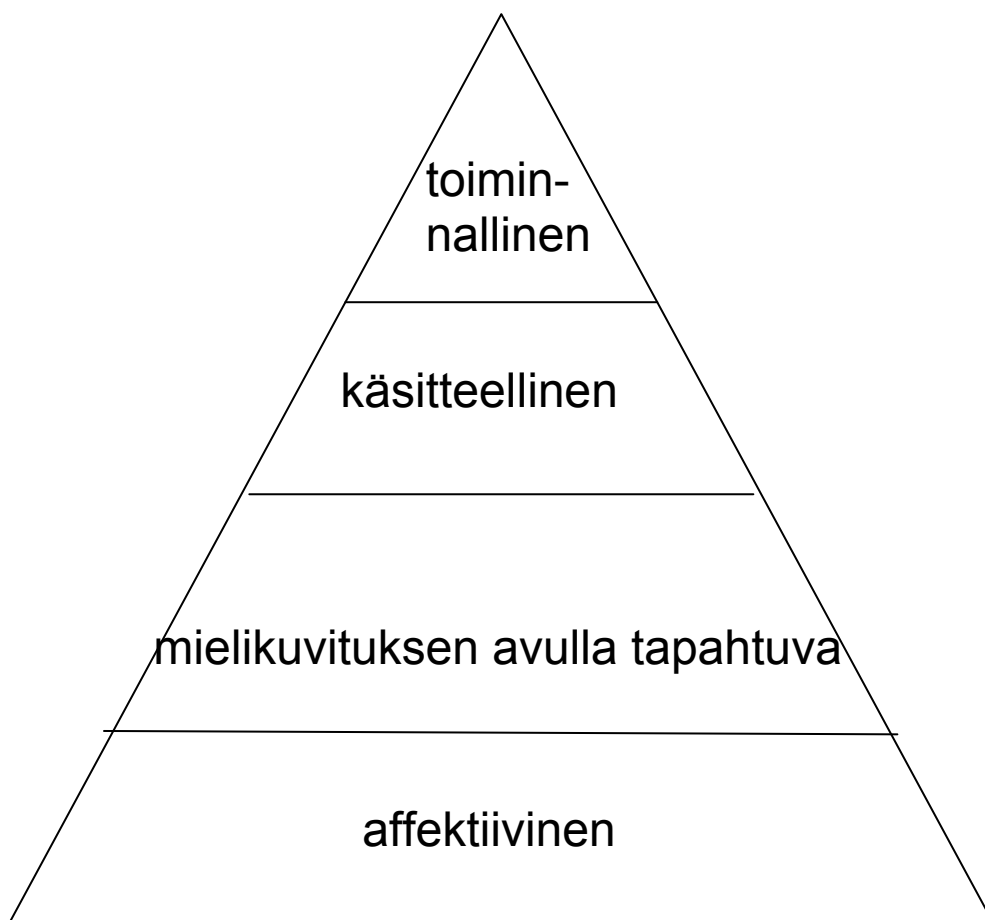 toimin-
nallinen
käsitteellinen
mielikuvituksen avulla tapahtuva
affektiivinen